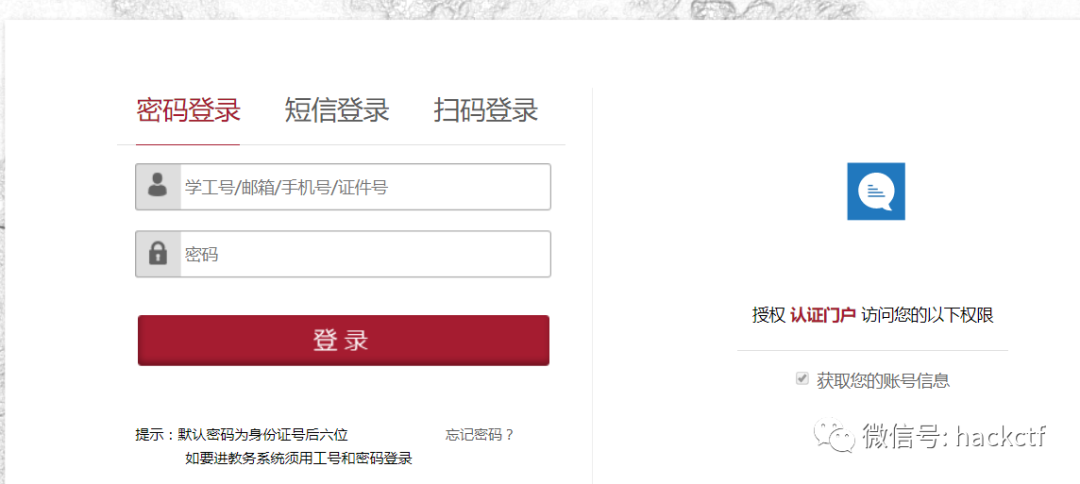 密码登录 短信登录 扫码登录
学工号/邮箱/手机号/证件号
密码
登 录
提示：默认密码为身份证号后六位 忘记密码？
如要进教务系统须用工号和密码登录
授权 认证门户 访问您的以下权限
获取您的账号信息
微信号: hackctf